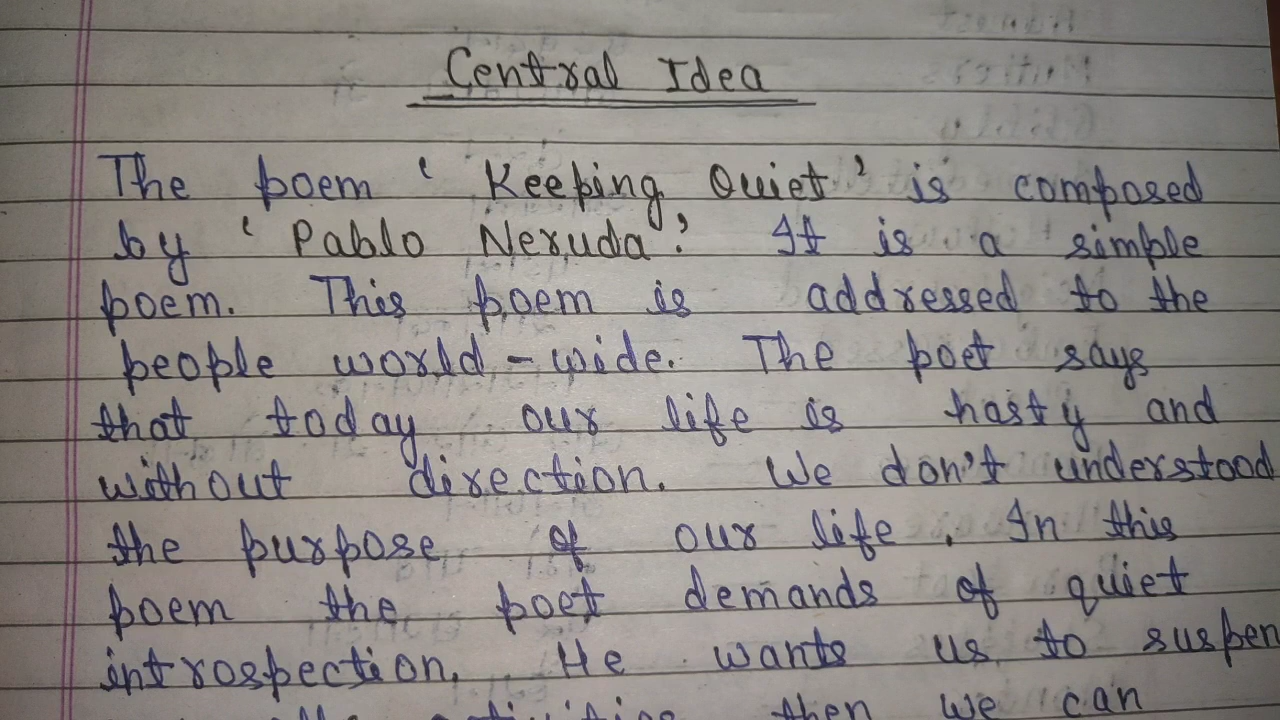 Central Idea
The poem ‘ Keeping Quiet ’ is composed
by ‘ Pablo Neruda ’. It is a simple
poem. This poem is addressed to the
people world - wide. The poet says
that today our life is hasty and
without direction. We don't understood
the purpose of our life . In this
poem the poet demands of quiet
introspection. He wants us to suspen
then we can